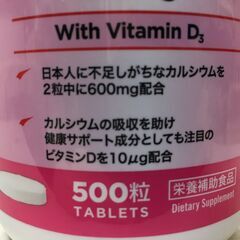 With Vitamin D₃
日本人に不足しがちなカルシウムを
2粒中に600mg配合
カルシウムの吸収を助け
健康サポート成分としても注目の
ビタミンDを10μg配合
500粒
TABLETS
栄養補助食品
Dietary Supplement